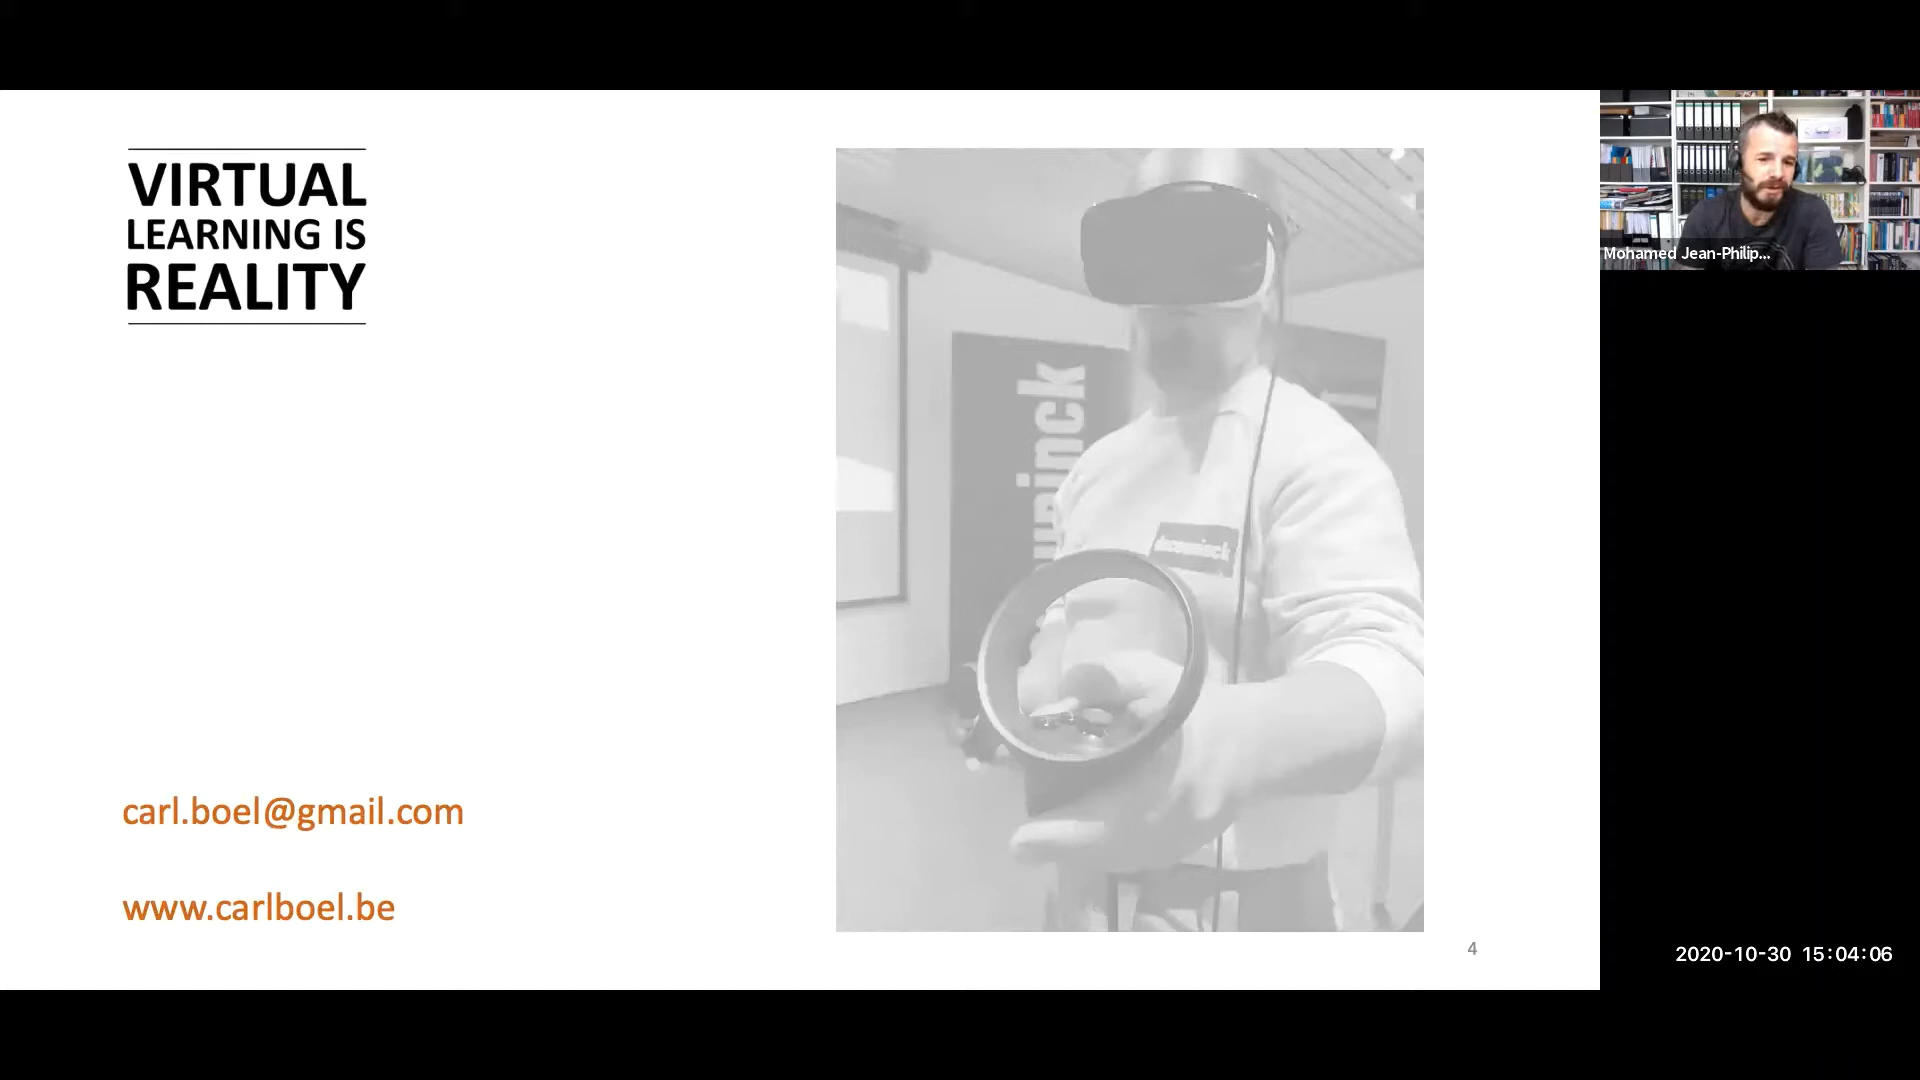 VIRTUAL
LEARNING IS
REALITY
carl.boel@gmail.com
www.carlboel.be
4
Mohamed Jean-Philip...
2020-10-30 15:04:06